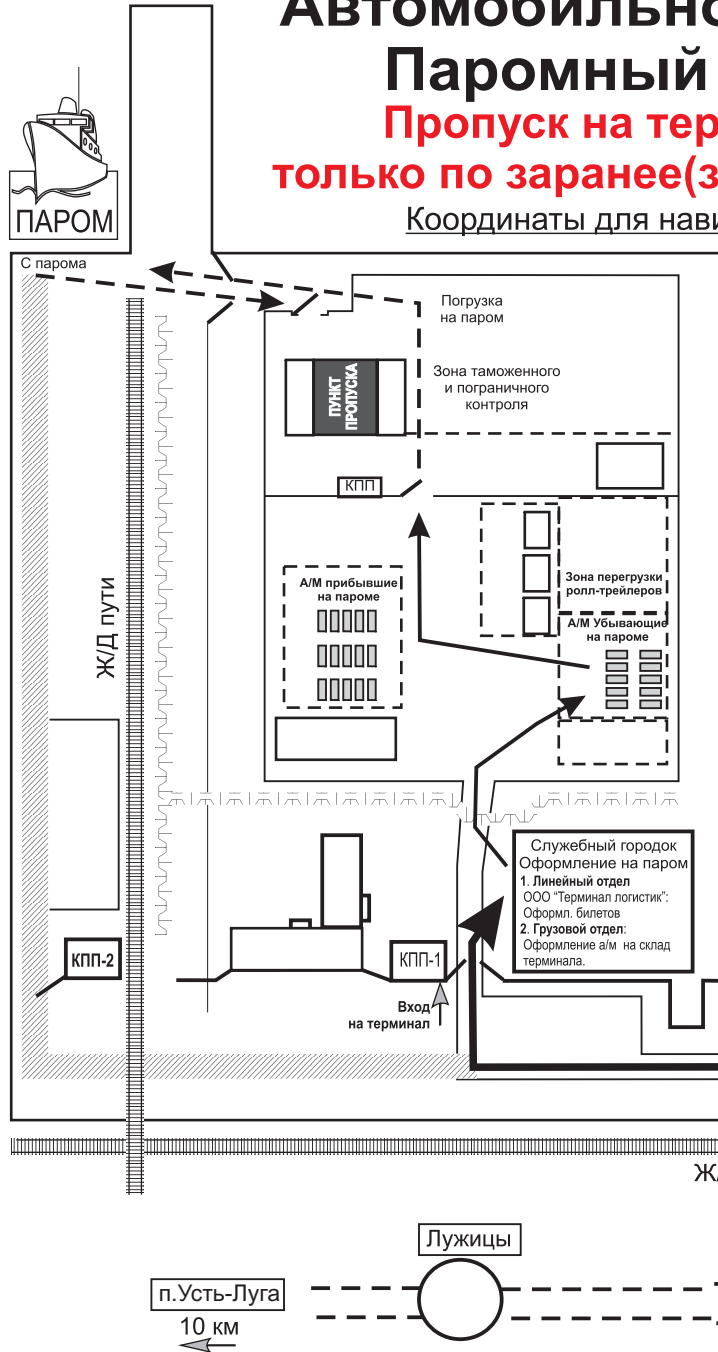 Автомобильно
Паромный
Пропуск на тер
только по заранее(з
Координаты для нави
ПАРОМ
С парома
Погрузка
на паром
Зона таможенного
и пограничного
контроля
ПУНКТ
ПРОПУСКА
КПП
А/М прибывшие
на пароме
Зона перегрузки
ролл-трейлеров
А/М Убывающие
на пароме
Ж/Д пути
Служебный городок
Оформление на паром
1. Линейный отдел
ООО "Терминал логистик":
Оформл. билетов
2. Грузовой отдел:
Оформление а/м на склад
терминала.
КПП-2
КПП-1
Вход
на терминал
Ж/
Лужицы
п.Усть-Луга
10 км